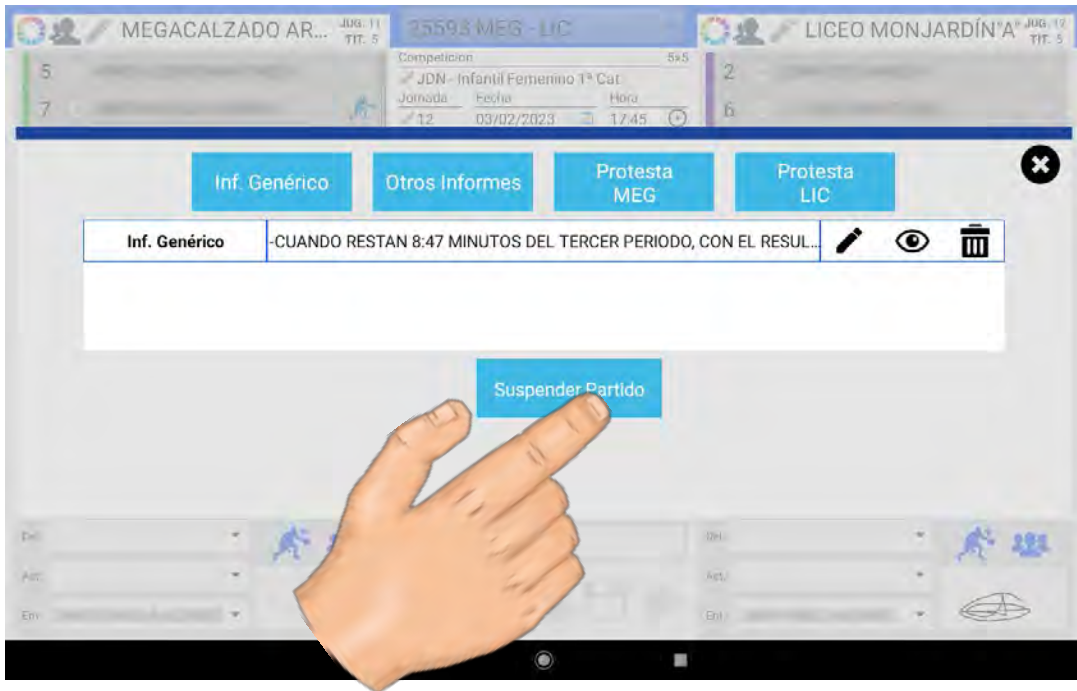 MEGACALZADO AR... JUG. 11 TIT. 5
25593 MEG - LIC
LICEO MONJARDÍN"A" JUG. 12 TIT. 5
Competición 5x5
JDN - Infantil Femenino 1ª Cat
Jornada Fecha Hora
12 03/02/2023 17:45
5
7
2
6
Inf. Genérico
Otros Informes
Protesta MEG
Protesta LIC
Inf. Genérico -CUANDO RESTAN 8:47 MINUTOS DEL TERCER PERIODO, CON EL RESUL...
Suspender Partido
Del.
Ast.
Ent.
Del.
Ast.
Ent.